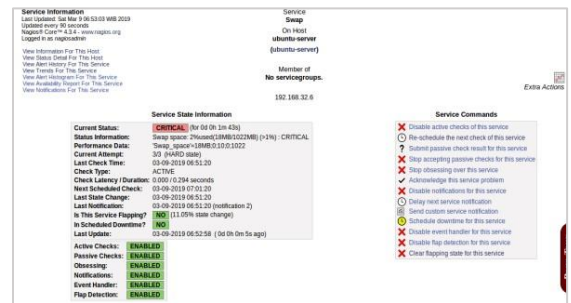 Service Information
Last Updated: Sat Mar 9 06:53:03 WIB 2019
Updated every 90 seconds
Nagios® Core™ 4.3.4 - www.nagios.org
Logged in as nagiosadmin
View Information For This Host
View Status Detail For This Host
View Alert History For This Service
View Trends For This Service
View Alert Histogram For This Service
View Availability Report For This Service
View Notifications For This Service
Service
Swap
On Host
ubuntu-server
(ubuntu-server)
Member of
No servicegroups.
192.168.32.6
Extra Actions
Service State Information
Current Status: CRITICAL (for 0d 0h 1m 43s)
Status Information: Swap space: 2%used(18MB/1022MB) (>1%) : CRITICAL
Performance Data: 'Swap_space'=18MB;0;10;0;1022
Current Attempt: 3/3 (HARD state)
Last Check Time: 03-09-2019 06:51:20
Check Type: ACTIVE
Check Latency / Duration: 0.000 / 0.294 seconds
Next Scheduled Check: 03-09-2019 07:01:20
Last State Change: 03-09-2019 06:51:20
Last Notification: 03-09-2019 06:51:20 (notification 2)
Is This Service Flapping? NO (11.05% state change)
In Scheduled Downtime? NO
Last Update: 03-09-2019 06:52:58 ( 0d 0h 0m 5s ago)
Active Checks: ENABLED
Passive Checks: ENABLED
Obsessing: ENABLED
Notifications: ENABLED
Event Handler: ENABLED
Flap Detection: ENABLED
Service Commands
Disable active checks of this service
Re-schedule the next check of this service
Submit passive check result for this service
Stop accepting passive checks for this service
Stop obsessing over this service
Acknowledge this service problem
Disable notifications for this service
Delay next service notification
Send custom service notification
Schedule downtime for this service
Disable event handler for this service
Disable flap detection for this service
Clear flapping state for this service